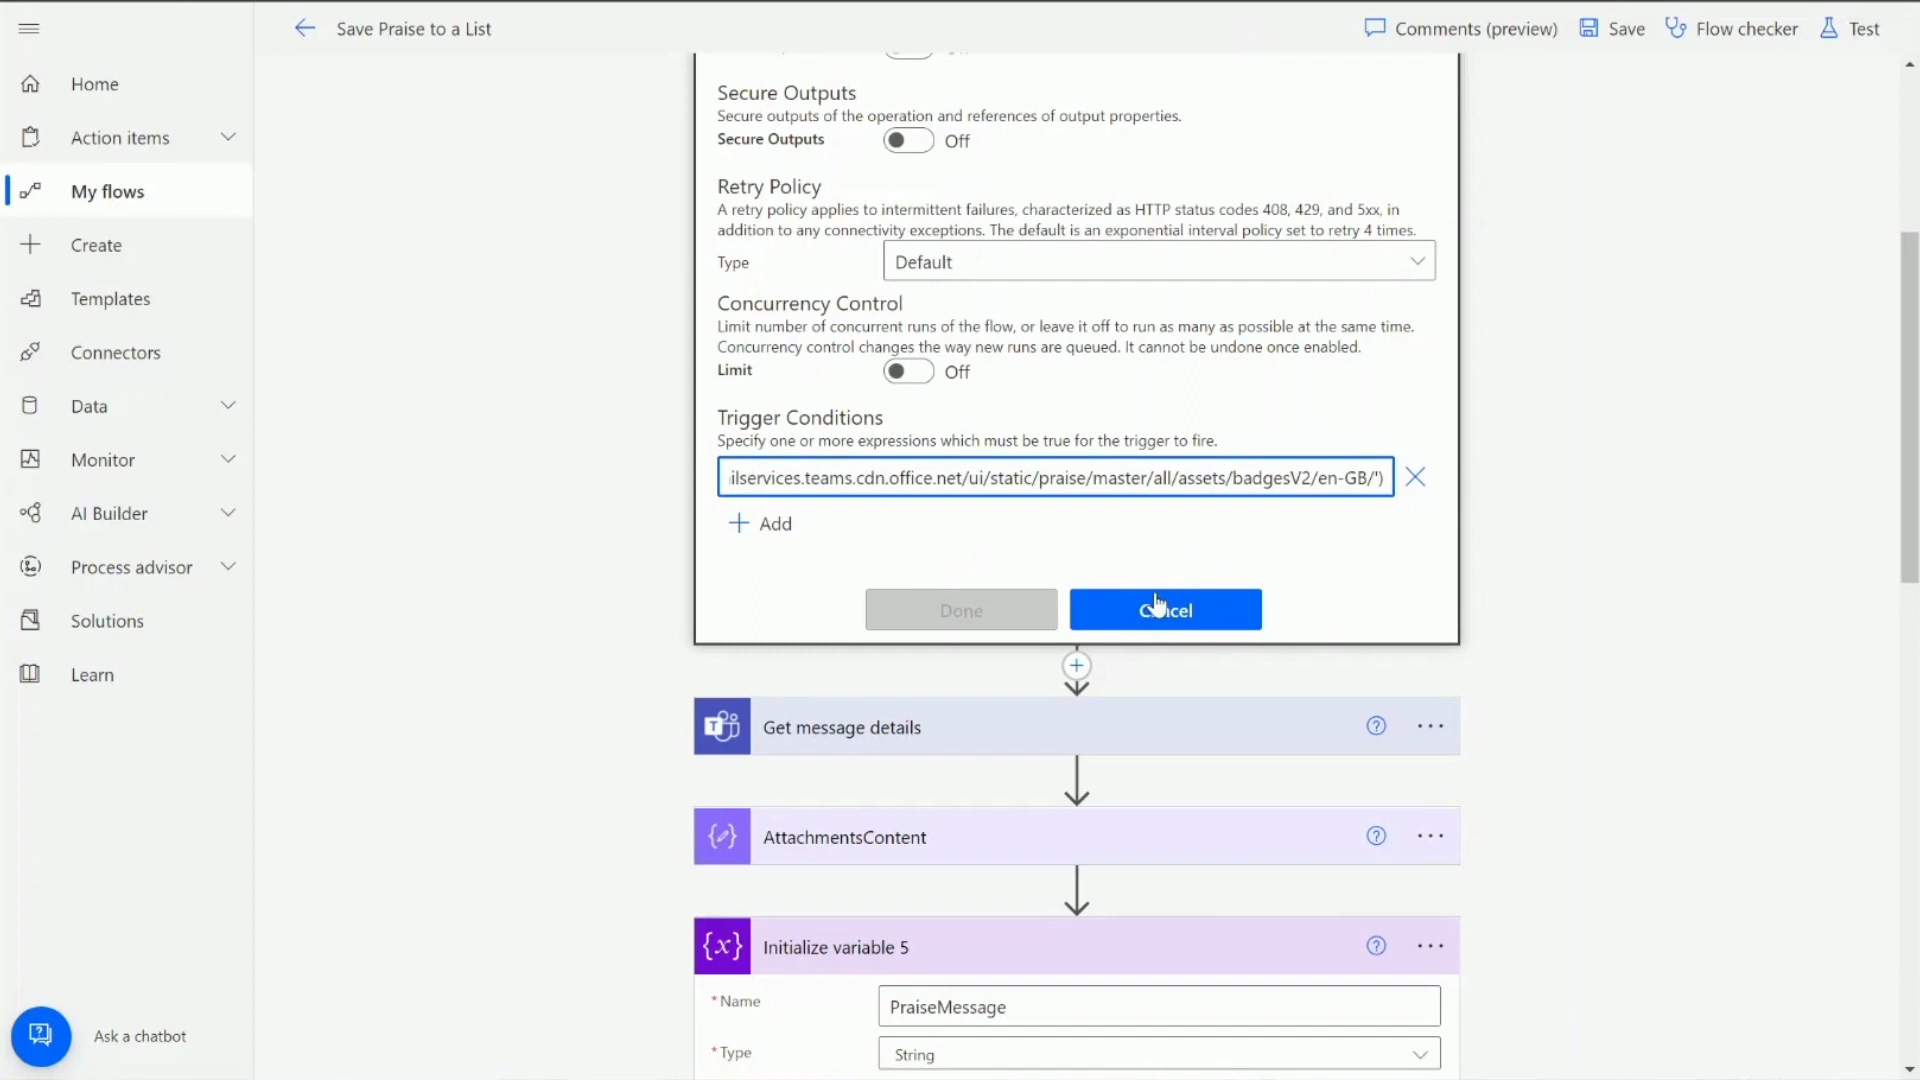 Save Praise to a List
Comments (preview)
Save
Flow checker
Test
Home
Action items
My flows
Create
Templates
Connectors
Data
Monitor
AI Builder
Process advisor
Solutions
Learn
Ask a chatbot
Secure Outputs
Secure outputs of the operation and references of output properties.
Secure Outputs
Off
Retry Policy
A retry policy applies to intermittent failures, characterized as HTTP status codes 408, 429, and 5xx, in
addition to any connectivity exceptions. The default is an exponential interval policy set to retry 4 times.
Type
Default
Concurrency Control
Limit number of concurrent runs of the flow, or leave it off to run as many as possible at the same time.
Concurrency control changes the way new runs are queued. It cannot be undone once enabled.
Limit
Off
Trigger Conditions
Specify one or more expressions which must be true for the trigger to fire.
ilservices.teams.cdn.office.net/ui/static/praise/master/all/assets/badgesV2/en-GB/')
Add
Done
Cancel
Get message details
AttachmentsContent
{x}
Initialize variable 5
* Name
PraiseMessage
* Type
String